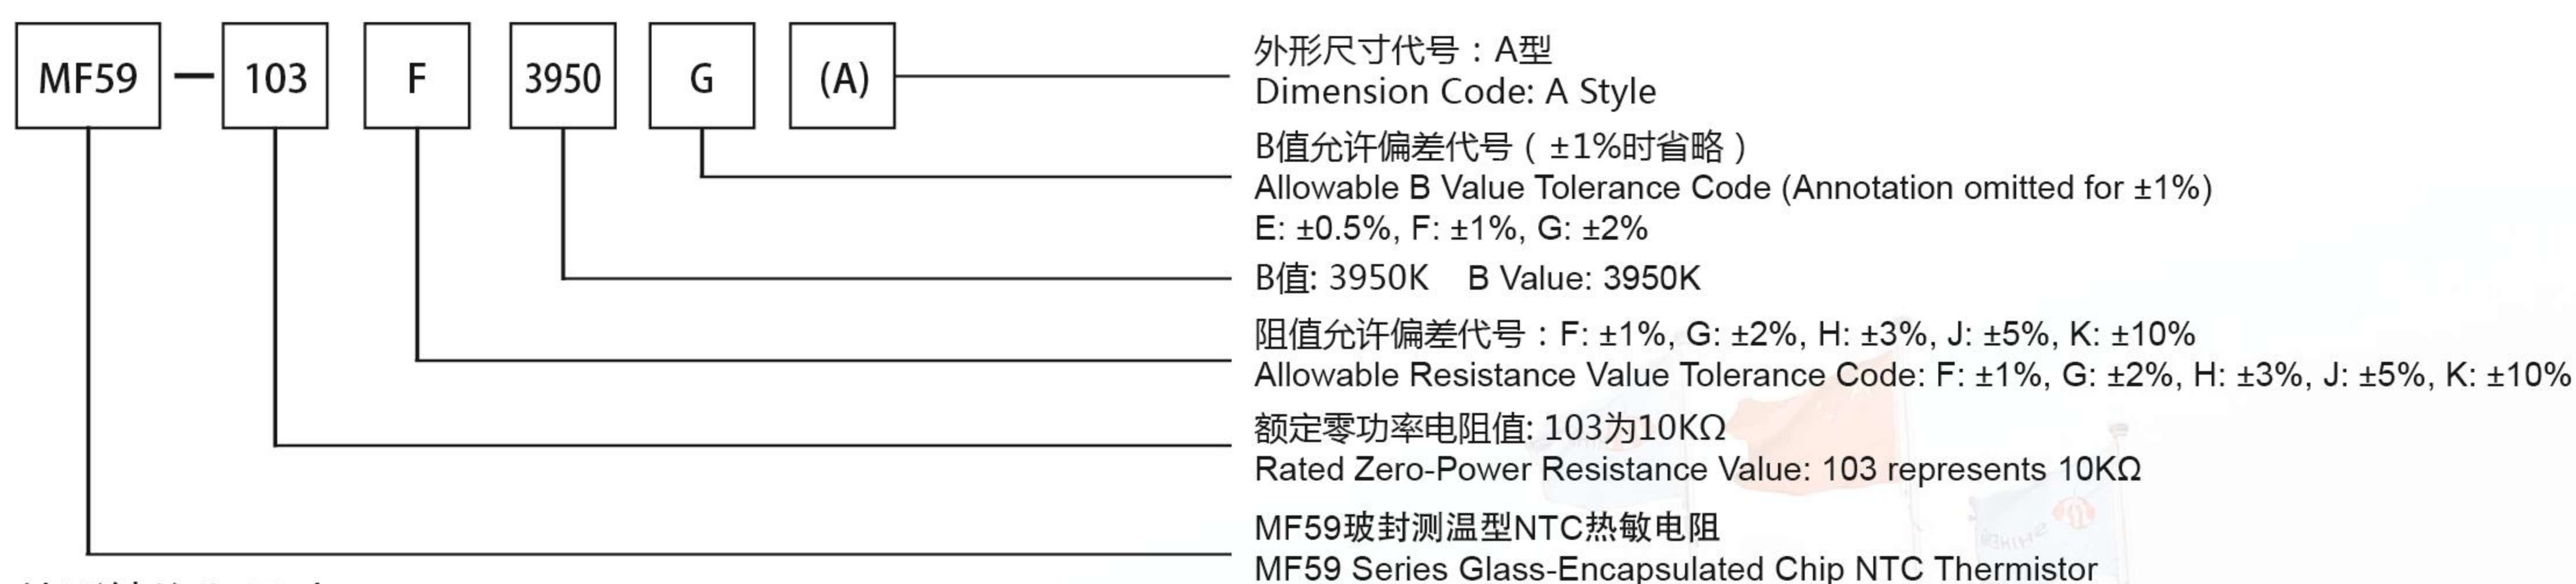 MF59 — 103 F 3950 G (A)
外形尺寸代号：A型
Dimension Code: A Style
B值允许偏差代号（±1%时省略）
Allowable B Value Tolerance Code (Annotation omitted for ±1%)
E: ±0.5%, F: ±1%, G: ±2%
B值: 3950K B Value: 3950K
阻值允许偏差代号：F: ±1%, G: ±2%, H: ±3%, J: ±5%, K: ±10%
Allowable Resistance Value Tolerance Code: F: ±1%, G: ±2%, H: ±3%, J: ±5%, K: ±10%
额定零功率电阻值: 103为10KΩ
Rated Zero-Power Resistance Value: 103 represents 10KΩ
MF59玻封测温型NTC热敏电阻
MF59 Series Glass-Encapsulated Chip NTC Thermistor